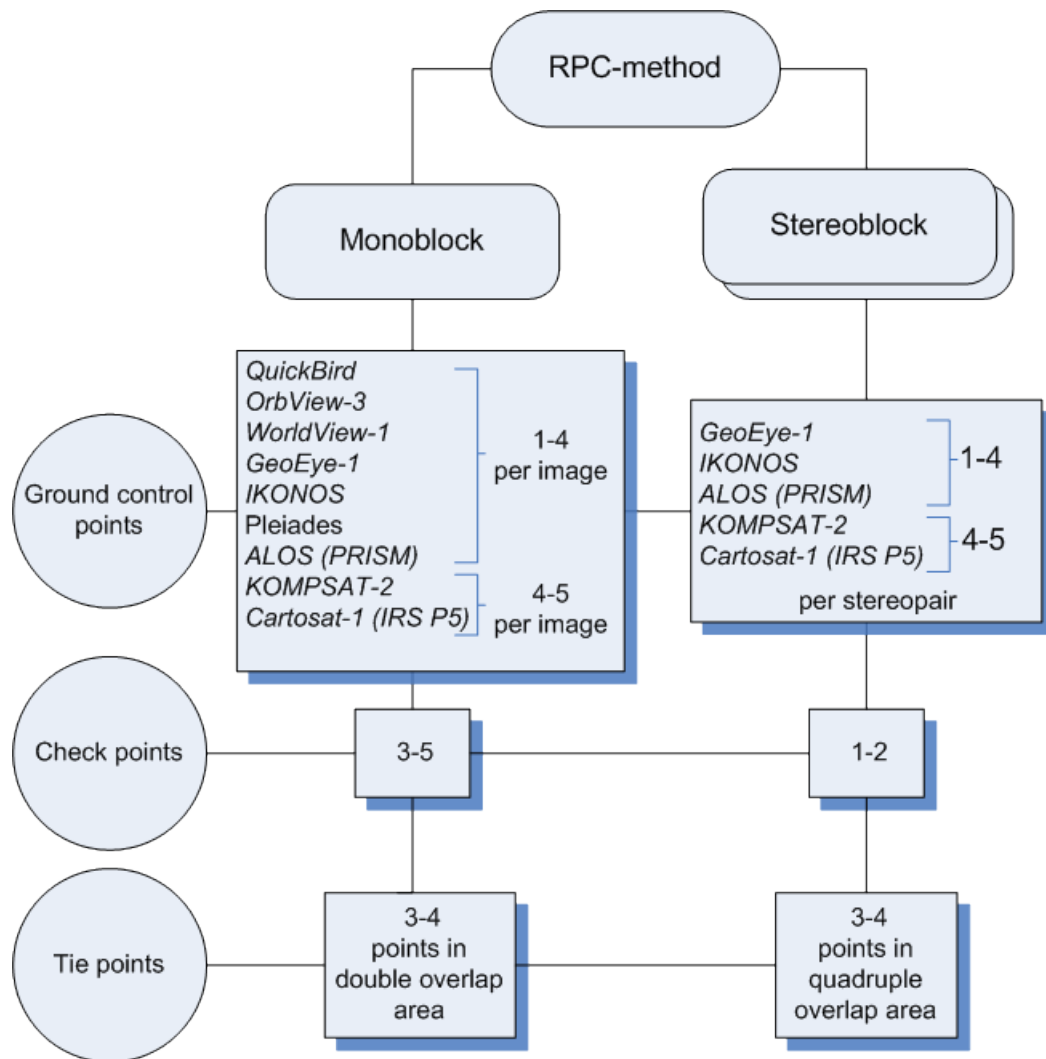 RPC-method
Monoblock
Stereoblock
Ground control
points
QuickBird
OrbView-3
WorldView-1
GeoEye-1
IKONOS
Pleiades
ALOS (PRISM)
1-4
per image
KOMPSAT-2
Cartosat-1 (IRS P5)
4-5
per image
GeoEye-1
IKONOS
ALOS (PRISM)
1-4
KOMPSAT-2
Cartosat-1 (IRS P5)
4-5
per stereopair
Check points
3-5
1-2
Tie points
3-4
points in
double overlap
area
3-4
points in
quadruple
overlap area